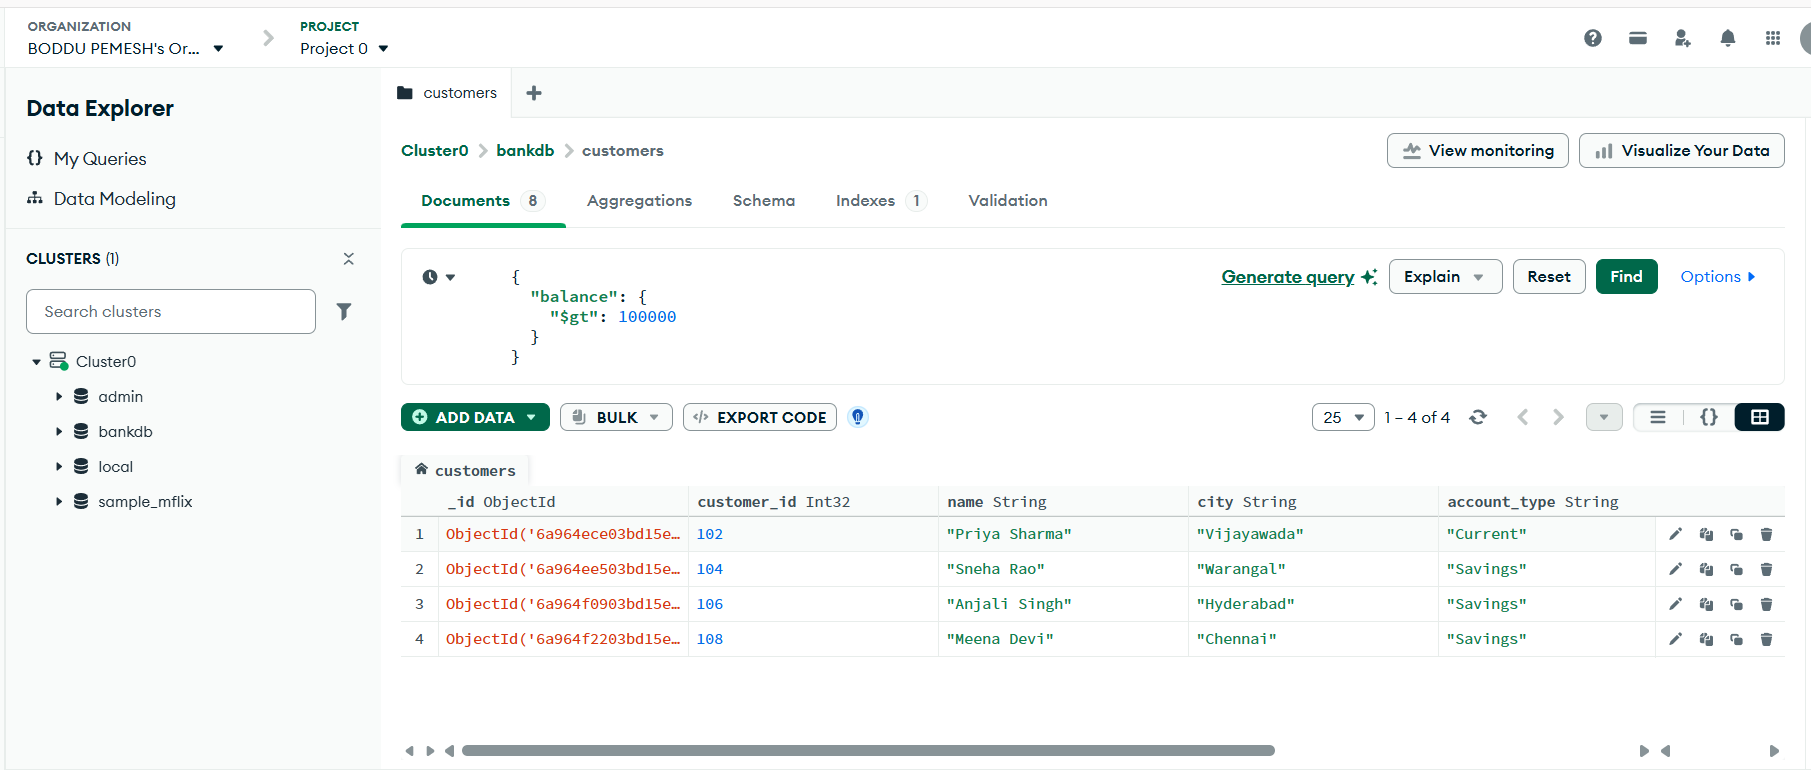 ORGANIZATION
BODDU PEMESH's Or...
PROJECT
Project 0
Data Explorer
My Queries
Data Modeling
CLUSTERS (1)
Search clusters
Cluster0
admin
bankdb
local
sample_mflix
customers
Cluster0 bankdb customers
View monitoring
Visualize Your Data
Documents 8
Aggregations
Schema
Indexes 1
Validation
{
"balance": {
"$gt": 100000
}
}
Generate query
Explain
Reset
Find
Options
ADD DATA
BULK
EXPORT CODE
25
1 – 4 of 4
customers
_id ObjectId customer_id Int32 name String city String account_type String
1 ObjectId('6a964ece03bd15e… 102 "Priya Sharma" "Vijayawada" "Current"
2 ObjectId('6a964ee503bd15e… 104 "Sneha Rao" "Warangal" "Savings"
3 ObjectId('6a964f0903bd15e… 106 "Anjali Singh" "Hyderabad" "Savings"
4 ObjectId('6a964f2203bd15e… 108 "Meena Devi" "Chennai" "Savings"